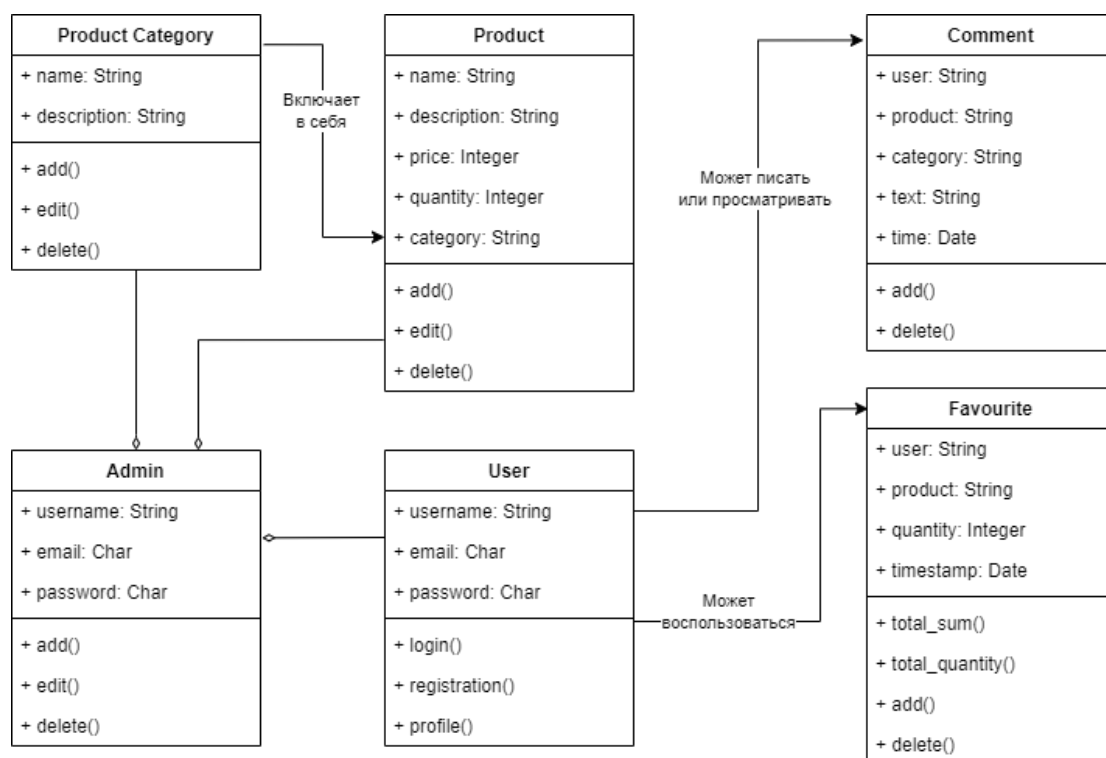 Product Category
+ name: String
+ description: String
+ add()
+ edit()
+ delete()
Включает
в себя
Product
+ name: String
+ description: String
+ price: Integer
+ quantity: Integer
+ category: String
+ add()
+ edit()
+ delete()
Может писать
или просматривать
Comment
+ user: String
+ product: String
+ category: String
+ text: String
+ time: Date
+ add()
+ delete()
Admin
+ username: String
+ email: Char
+ password: Char
+ add()
+ edit()
+ delete()
User
+ username: String
+ email: Char
+ password: Char
+ login()
+ registration()
+ profile()
Может
воспользоваться
Favourite
+ user: String
+ product: String
+ quantity: Integer
+ timestamp: Date
+ total_sum()
+ total_quantity()
+ add()
+ delete()